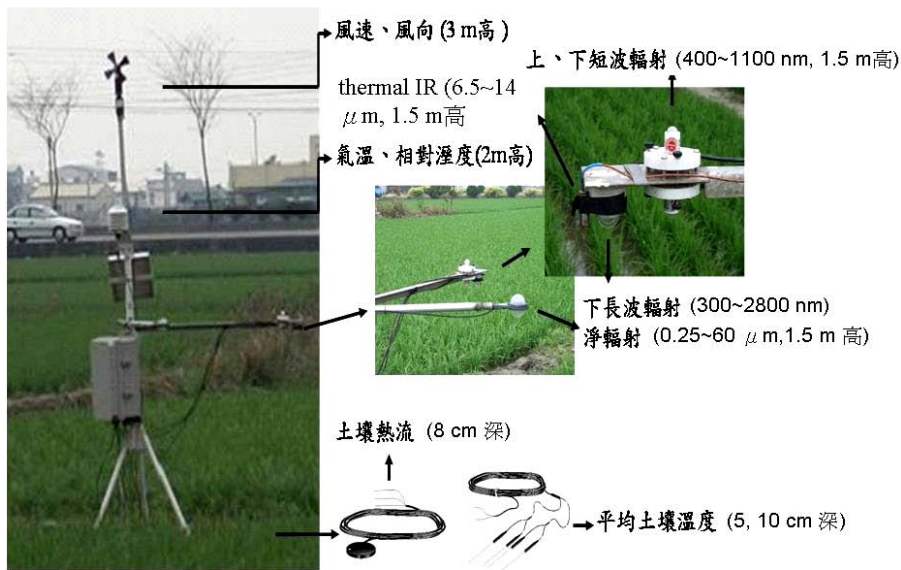 風速、風向 (3 m高 )
上、下短波輻射 (400~1100 nm, 1.5 m高)
thermal IR (6.5~14
μm, 1.5 m高
氣溫、相對溼度(2m高)
下長波輻射 (300~2800 nm)
淨輻射 (0.25~60 μm,1.5 m 高)
土壤熱流 (8 cm 深)
平均土壤溫度 (5, 10 cm 深)